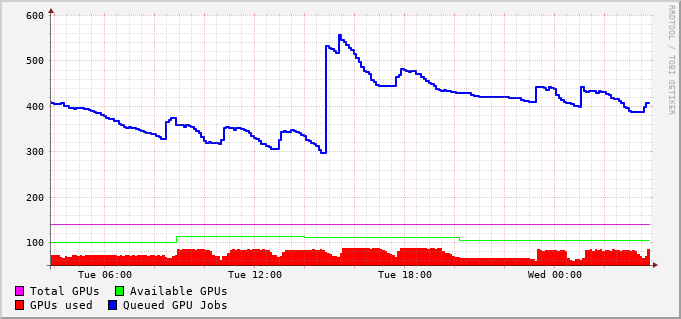 600
500
400
300
200
100
Tue 06:00 Tue 12:00 Tue 18:00 Wed 00:00
Total GPUs Available GPUs
GPUs used Queued GPU Jobs
RRDTOOL / TOBI OETIKER